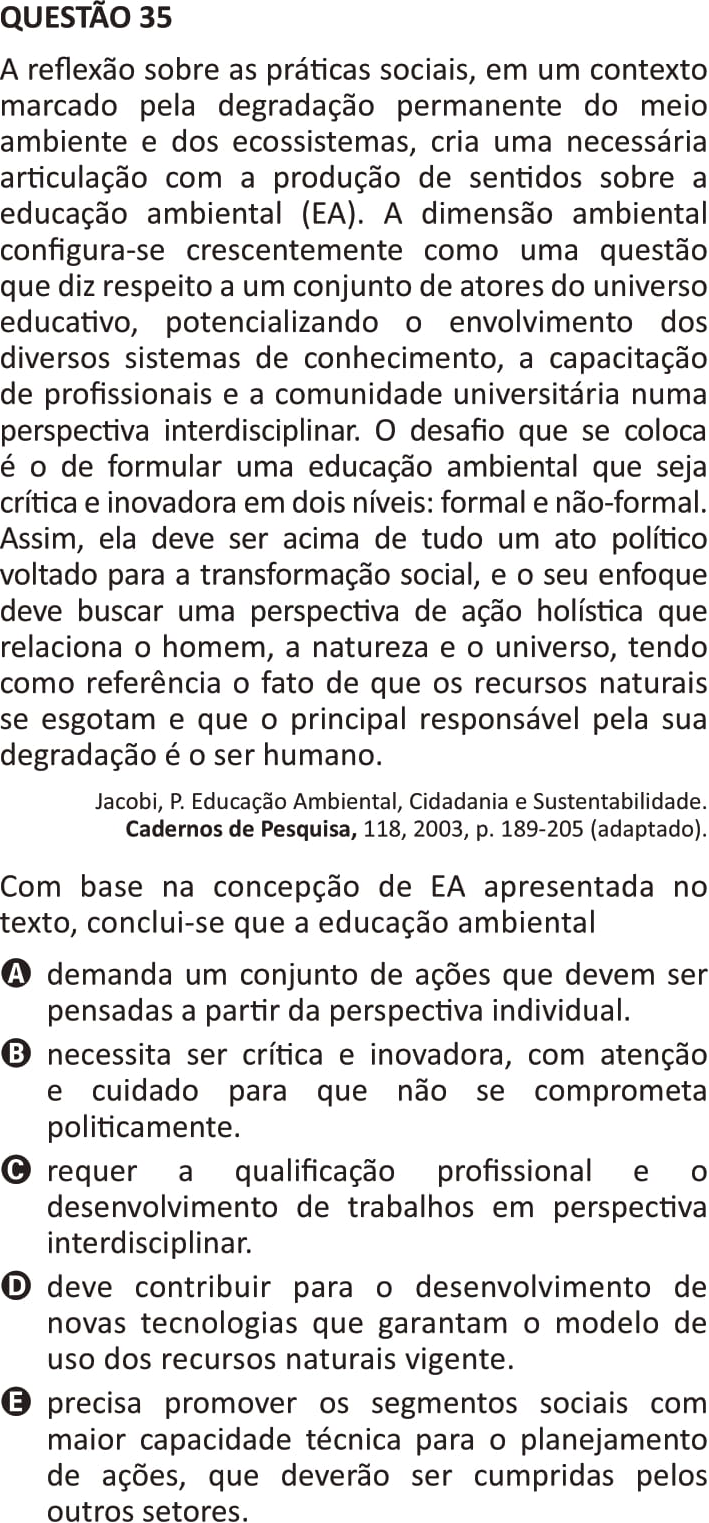 QUESTÃO 35
A reflexão sobre as práticas sociais, em um contexto
marcado pela degradação permanente do meio
ambiente e dos ecossistemas, cria uma necessária
articulação com a produção de sentidos sobre a
educação ambiental (EA). A dimensão ambiental
configura-se crescentemente como uma questão
que diz respeito a um conjunto de atores do universo
educativo, potencializando o envolvimento dos
diversos sistemas de conhecimento, a capacitação
de profissionais e a comunidade universitária numa
perspectiva interdisciplinar. O desafio que se coloca
é o de formular uma educação ambiental que seja
crítica e inovadora em dois níveis: formal e não-formal.
Assim, ela deve ser acima de tudo um ato político
voltado para a transformação social, e o seu enfoque
deve buscar uma perspectiva de ação holística que
relaciona o homem, a natureza e o universo, tendo
como referência o fato de que os recursos naturais
se esgotam e que o principal responsável pela sua
degradação é o ser humano.
Jacobi, P. Educação Ambiental, Cidadania e Sustentabilidade.
Cadernos de Pesquisa, 118, 2003, p. 189-205 (adaptado).
Com base na concepção de EA apresentada no
texto, conclui-se que a educação ambiental
A demanda um conjunto de ações que devem ser
pensadas a partir da perspectiva individual.
B necessita ser crítica e inovadora, com atenção
e cuidado para que não se comprometa
politicamente.
C requer a qualificação profissional e o
desenvolvimento de trabalhos em perspectiva
interdisciplinar.
D deve contribuir para o desenvolvimento de
novas tecnologias que garantam o modelo de
uso dos recursos naturais vigente.
E precisa promover os segmentos sociais com
maior capacidade técnica para o planejamento
de ações, que deverão ser cumpridas pelos
outros setores.